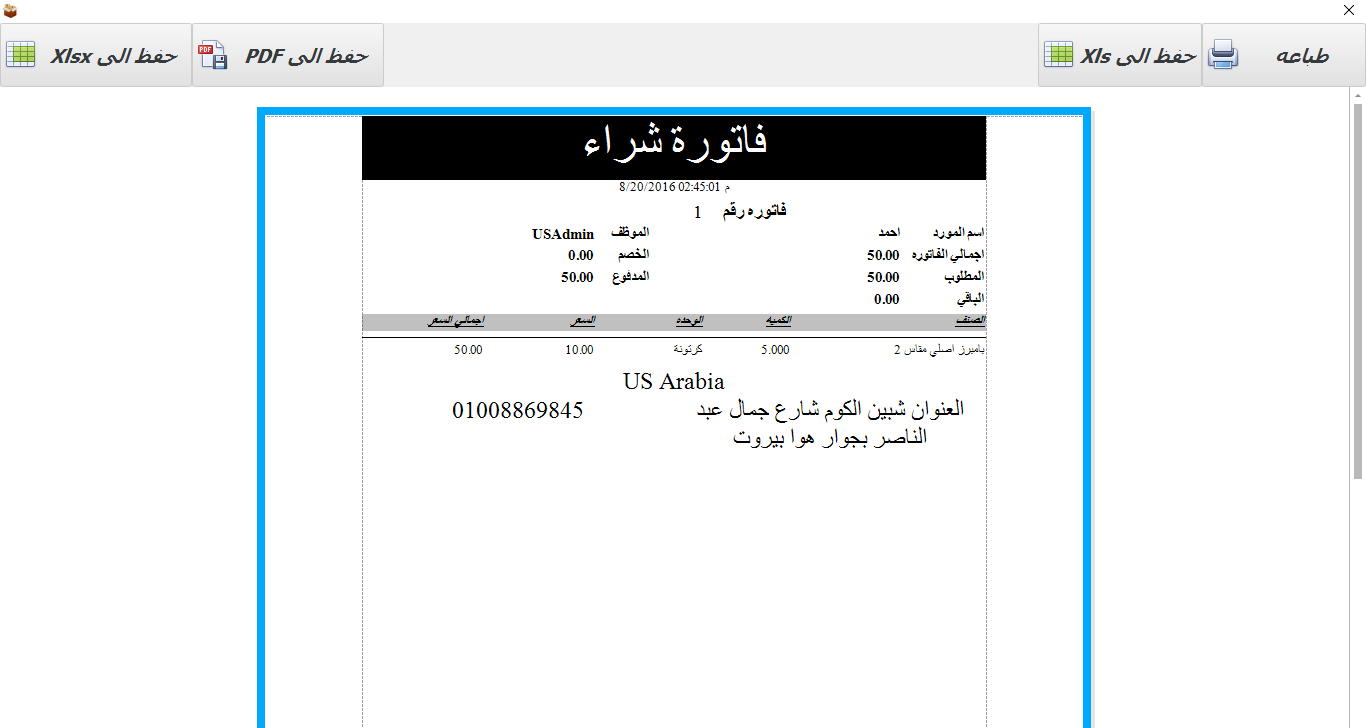 طباعه حفظ الى Xls حفظ الى PDF حفظ الى Xlsx
فاتورة شراء
8/20/2016 02:45:01 م
فاتوره رقم 1
اسم المورد احمد الموظف USAdmin
اجمالي الفاتوره 50.00 الخصم 0.00
المطلوب 50.00 المدفوع 50.00
الباقي 0.00
الصنف الكميه الوحده السعر اجمالي السعر
بامبرز اصلي مقاس 2 5.000 كرتونة 10.00 50.00
US Arabia
العنوان شبين الكوم شارع جمال عبد 01008869845
الناصر بجوار هوا بيروت